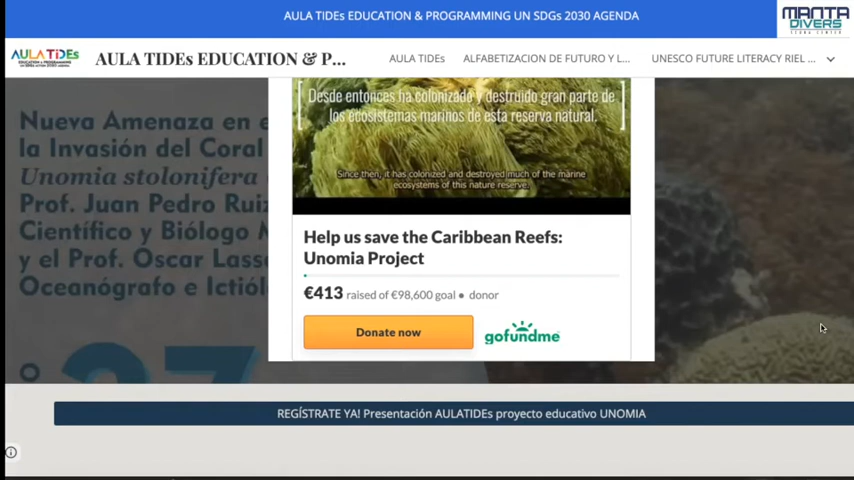 AULA TIDEs EDUCATION & PROGRAMMING UN SDGs 2030 AGENDA
MANTA
DIVERS
AULA TiDEs
AULA TIDEs EDUCATION & P...
AULA TIDEs
ALFABETIZACION DE FUTURO Y L...
UNESCO FUTURE LITERACY RIEL ...
Desde entonces ha colonizado y destruido gran parte de
los ecosistemas marinos de esta reserva natural.
Since then, it has colonized and destroyed much of the marine
ecosystems of this nature reserve.
Nueva Amenaza en e
la Invasión del Coral
Unomia stolonifera
Prof. Juan Pedro Ruiz
Científico y Biólogo M
y el Prof. Oscar Lasso
Oceanógrafo e Ictiól
Help us save the Caribbean Reefs:
Unomia Project
€413 raised of €98,600 goal • donor
Donate now
gofundme
REGÍSTRATE YA! Presentación AULATIDEs proyecto educativo UNOMIA